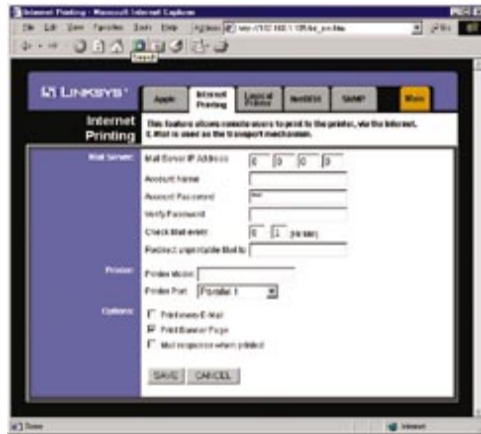 Internet Printing - Microsoft Internet Explorer
File Edit View Favorites Tools Help
Search
LINKSYS
Apple
Internet Printing
Logical Printer
NetBIOS
SNMP
Main
Internet Printing
This feature allows remote users to print to the printer, via the Internet.
E-Mail is used as the transport mechanism.
Mail Server:
Mail Server IP Address 0 0 0 0
Account Name
Account Password
Verify Password
Check Mail every:
Redirect unprintable Mail to
Printer:
Printer Model
Printer Port Parallel 1
Options:
Print every E-Mail
Print Banner Page
Mail response when printed
SAVE CANCEL
Done
Internet